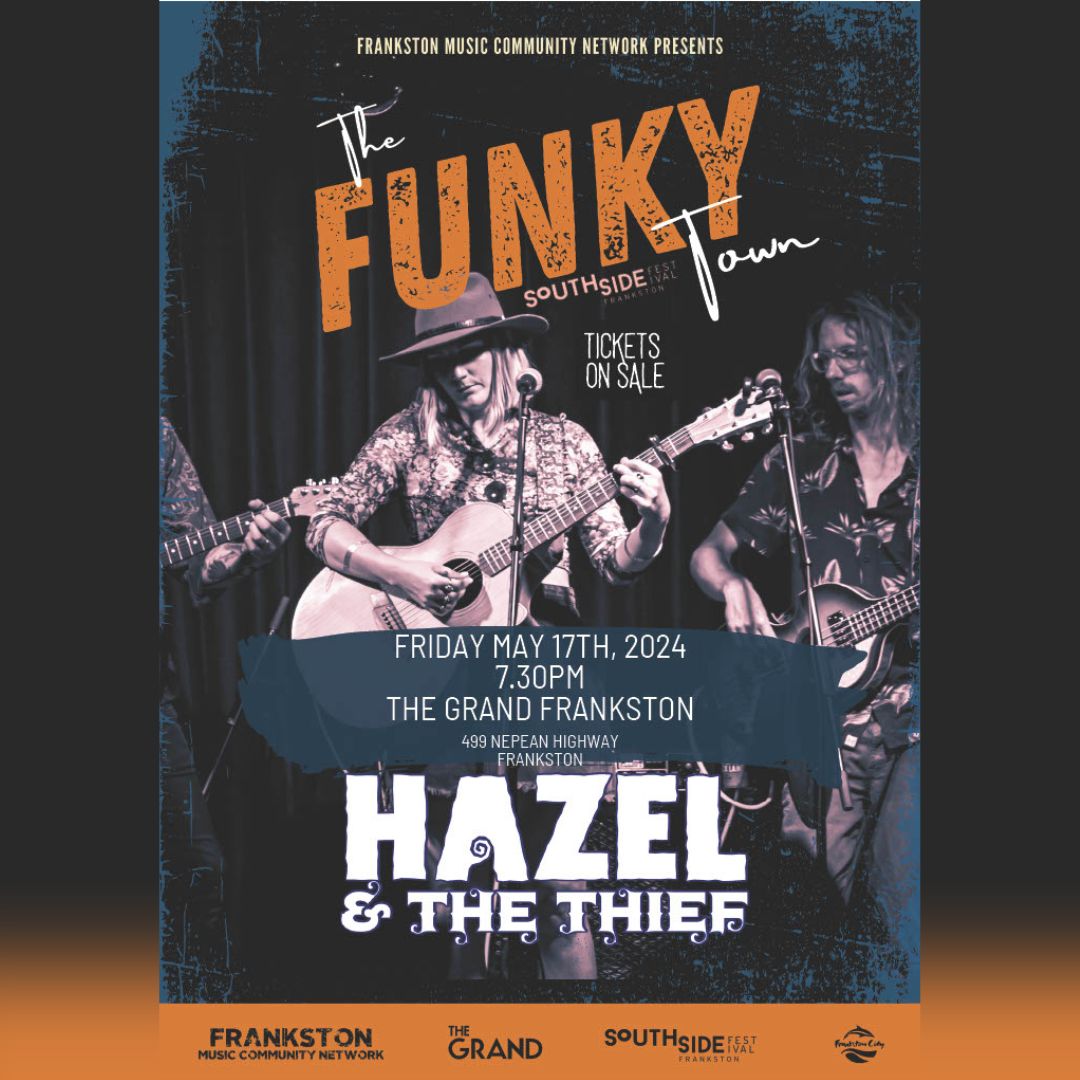 FRANKSTON MUSIC COMMUNITY NETWORK PRESENTS
The
FUNKY
Town
SOUTHSIDE FESTIVAL
FRANKSTON
TICKETS
ON SALE
FRIDAY MAY 17TH, 2024
7.30PM
THE GRAND FRANKSTON
499 NEPEAN HIGHWAY
FRANKSTON
HAZEL
& THE THIEF
FRANKSTON
MUSIC COMMUNITY NETWORK
THE
GRAND
SOUTHSIDE FESTIVAL
FRANKSTON
Frankston City